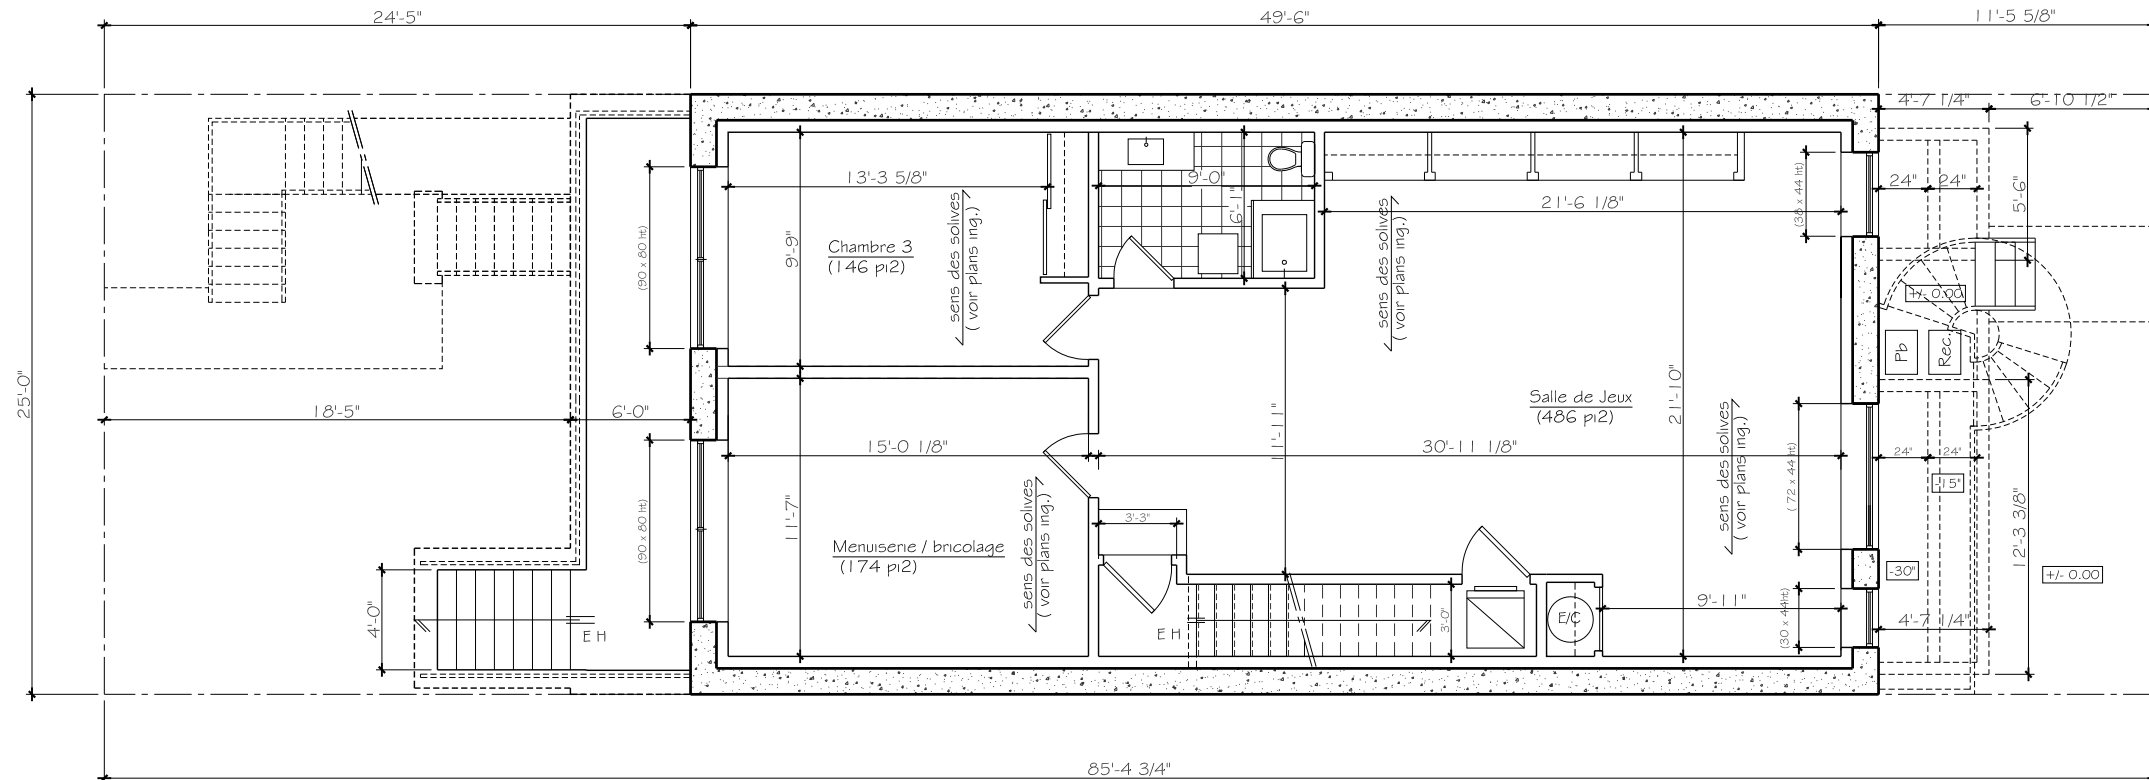 24'-5"
49'-6"
11'-5 5/8"
4'-7 1/4"
6'-10 1/2"
25'-0"
13'-3 5/8"
9'-0"
6'-1"
21'-6 1/8"
(38 x 44 ht)
24"
24"
5'-6"
(90 x 80 ht)
9'-9"
Chambre 3
(146 pi2)
sens des solives
( voir plans ing.)
sens des solives
( voir plans ing.)
+/- 0.00
Pb
Rec.
18'-5"
6'-0"
Salle de Jeux
(486 pi2)
21'-10"
11'-11"
15'-0 1/8"
30'-11 1/8"
(72 x 44 ht)
sens des solives
( voir plans ing.)
24"
24"
-15"
(90 x 80 ht)
11'-7"
sens des solives
( voir plans ing.)
3'-3"
12'-3 3/8"
Menuiserie / bricolage
(174 pi2)
-30"
+/- 0.00
4'-0"
E H
E H
3'-0"
E/C
9'-11"
(30 x 44ht)
4'-7 1/4"
85'-4 3/4"